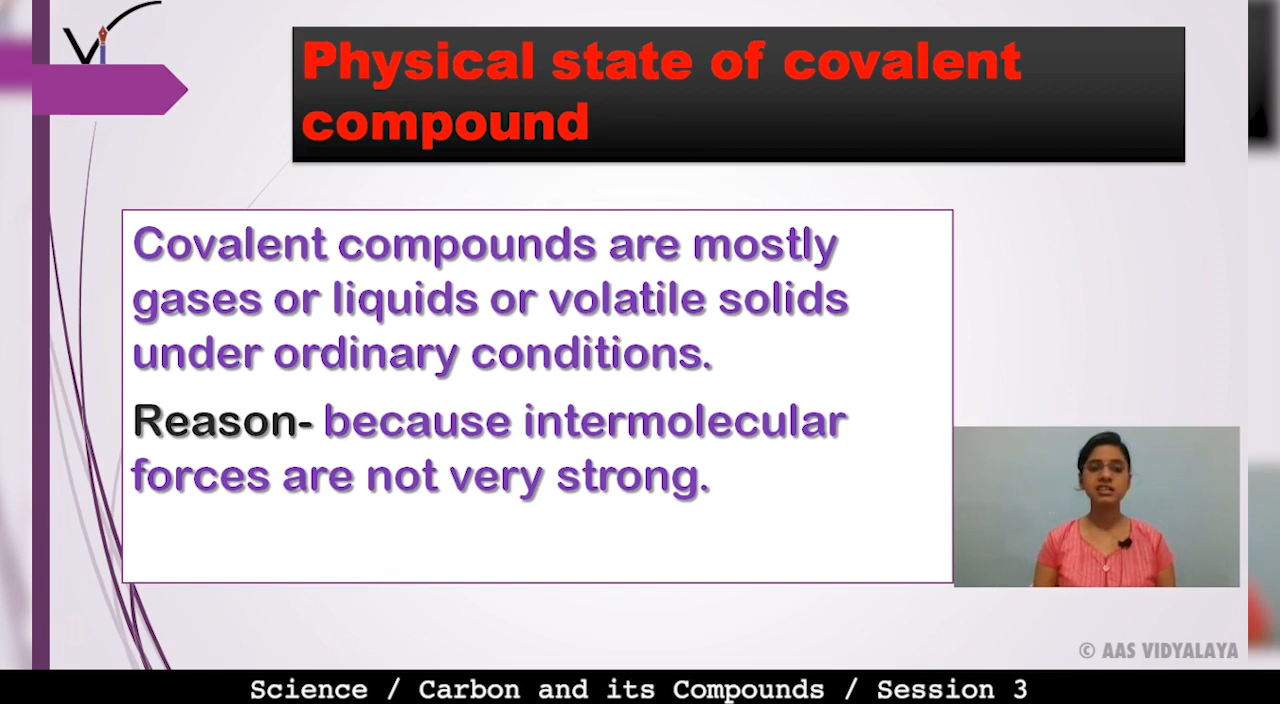 Physical state of covalent
compound
Covalent compounds are mostly
gases or liquids or volatile solids
under ordinary conditions.
Reason- because intermolecular
forces are not very strong.
© AAS VIDYALAYA
Science / Carbon and its Compounds / Session 3